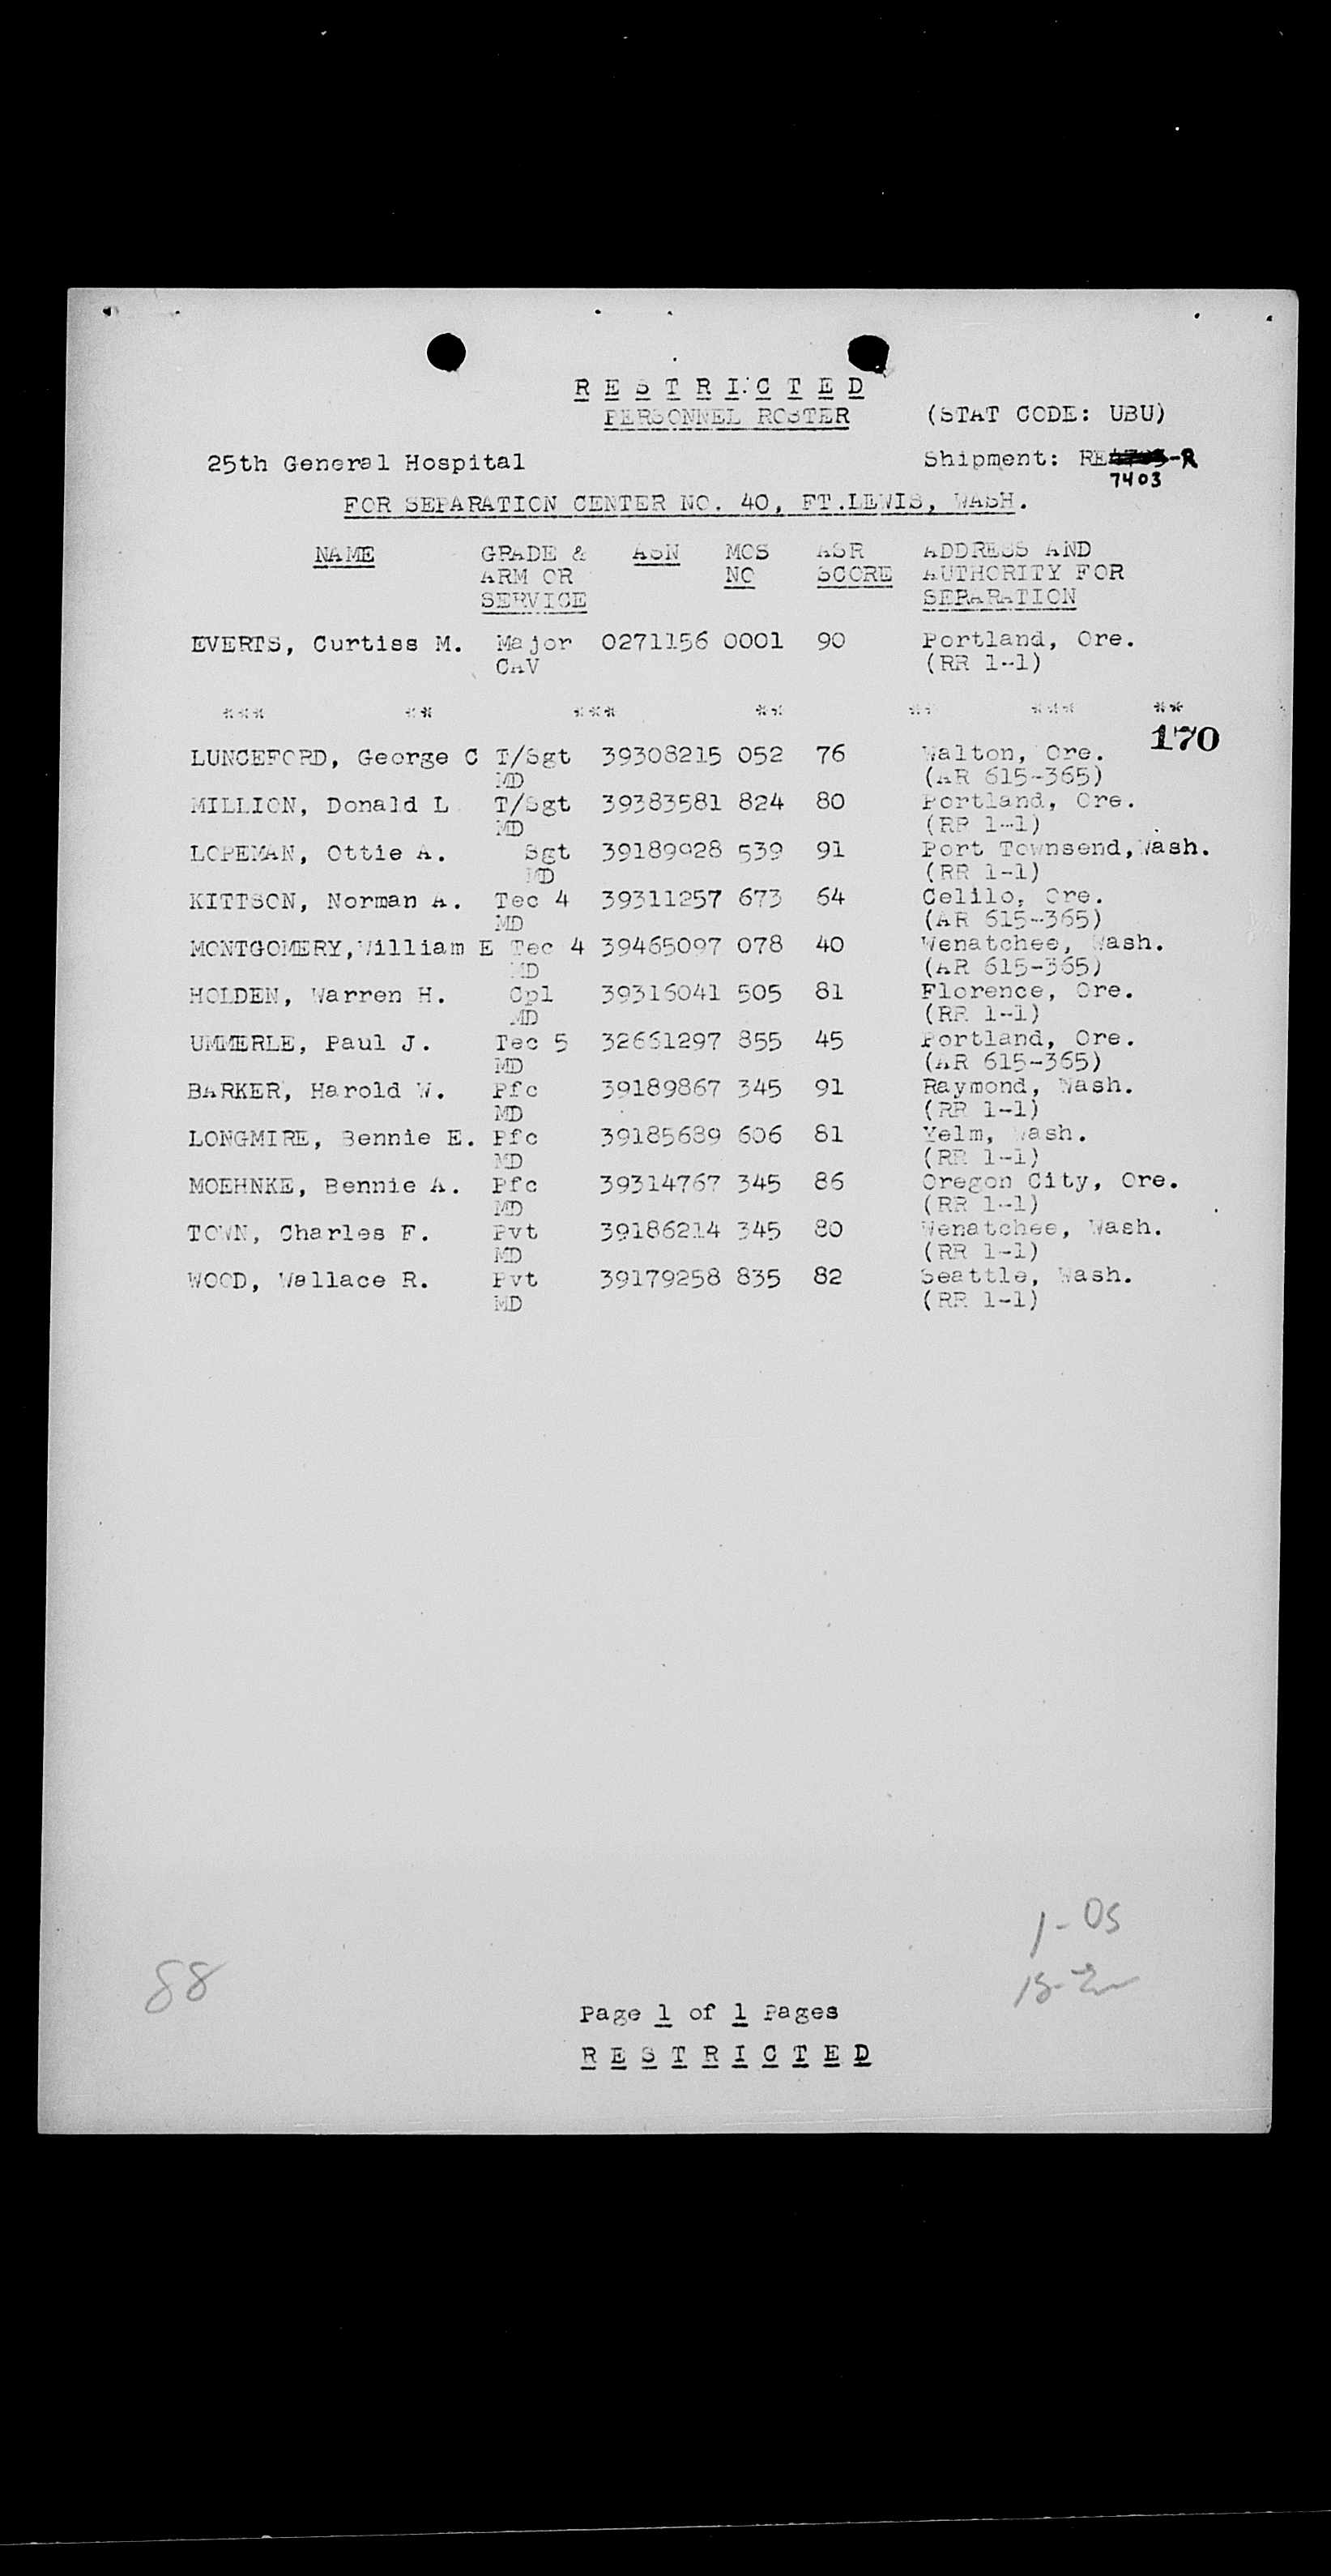 R E S T R I C T E D
PERSONNEL ROSTER (STAT CODE: UBU)
25th General Hospital Shipment: RE -R
7403
FOR SEPARATION CENTER NO. 40, FT.LEWIS, WASH.
NAME GRADE & ASN MOS ASR ADDRESS AND
ARM OR NO SCORE AUTHORITY FOR
SERVICE SEPARATION
EVERTS, Curtiss M. Major 0271156 0001 90 Portland, Ore.
CAV (RR 1-1)
*** ** *** ** ** *** **
170
LUNCEFORD, George C T/Sgt 39308215 052 76 Walton, Ore.
MD (AR 615-365)
MILLION, Donald L T/Sgt 39383581 824 80 Portland, Ore.
MD (RR 1-1)
LOPEMAN, Ottie A. Sgt 39189928 539 91 Port Townsend,Wash.
MD (RR 1-1)
KITTSON, Norman A. Tec 4 39311257 673 64 Celilo, Ore.
MD (AR 615-365)
MONTGOMERY,William E Tec 4 39465097 078 40 Wenatchee, Wash.
MD (AR 615-365)
HOLDEN, Warren H. Cpl 39316041 505 81 Florence, Ore.
MD (RR 1-1)
UMMERLE, Paul J. Tec 5 32661297 855 45 Portland, Ore.
MD (AR 615-365)
BARKER, Harold W. Pfc 39189867 345 91 Raymond, Wash.
MD (RR 1-1)
LONGMIRE, Bennie E. Pfc 39185689 606 81 Yelm, Wash.
MD (RR 1-1)
MOEHNKE, Bennie A. Pfc 39314767 345 86 Oregon City, Ore.
MD (RR 1-1)
TOWN, Charles F. Pvt 39186214 345 80 Wenatchee, Wash.
MD (RR 1-1)
WOOD, Wallace R. Pvt 39179258 835 82 Seattle, Wash.
MD (RR 1-1)
1-Os
88
Page 1 of 1 Pages
R E S T R I C T E D